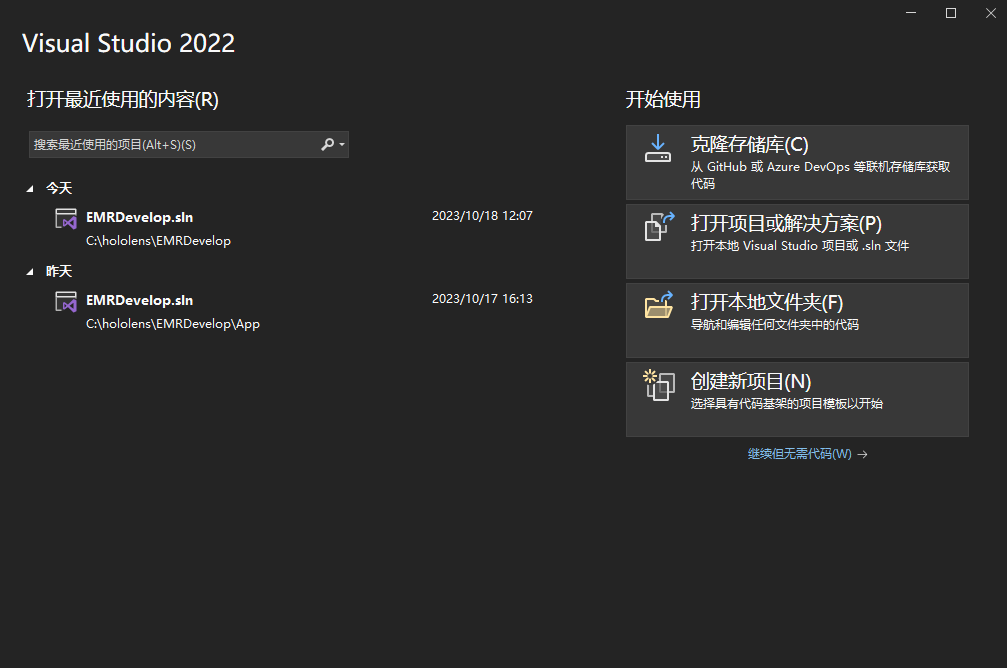 Visual Studio 2022
打开最近使用的内容(R)
搜索最近使用的项目(Alt+S)(S)
今天
EMRDevelop.sln
2023/10/18 12:07
C:\hololens\EMRDevelop
昨天
EMRDevelop.sln
2023/10/17 16:13
C:\hololens\EMRDevelop\App
开始使用
克隆存储库(C)
从 GitHub 或 Azure DevOps 等联机存储库获取
代码
打开项目或解决方案(P)
打开本地 Visual Studio 项目或 .sln 文件
打开本地文件夹(F)
导航和编辑任何文件夹中的代码
创建新项目(N)
选择具有代码基架的项目模板以开始
继续但无需代码(W) →